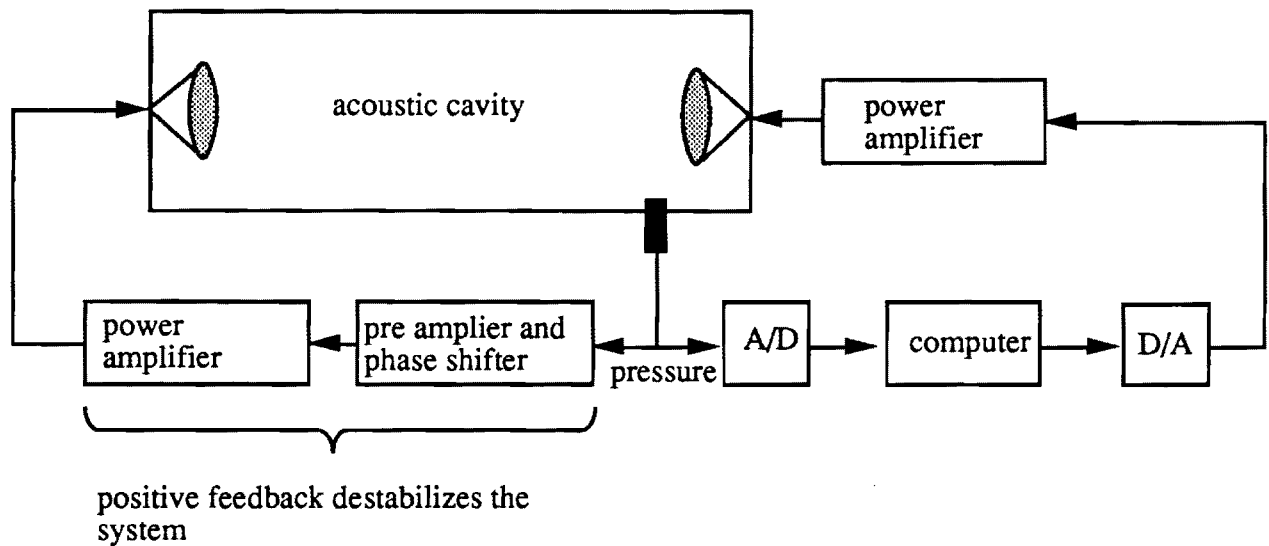 acoustic cavity
power
amplifier
power
amplifier
pre amplier and
phase shifter
pressure
A/D
computer
D/A
positive feedback destabilizes the
system